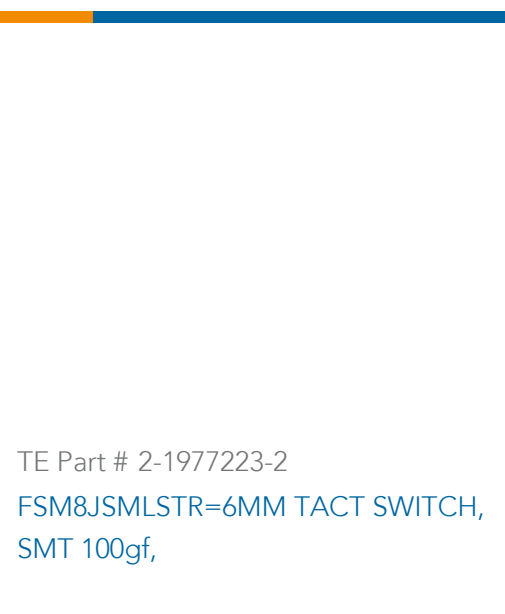 TE Part # 2-1977223-2
FSM8JSMLSTR=6MM TACT SWITCH,
SMT 100gf,